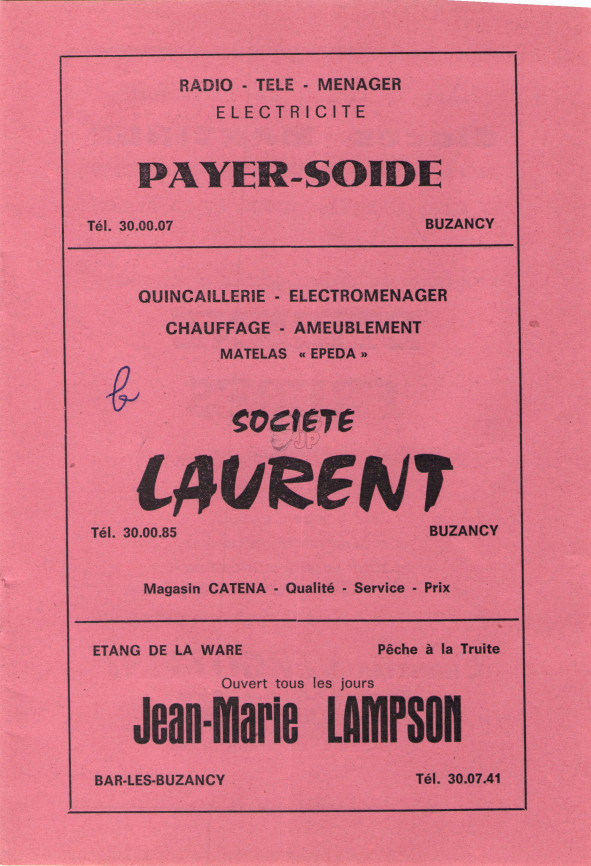 RADIO - TELE - MENAGER
ELECTRICITE
PAYER-SOIDE
Tél. 30.00.07 BUZANCY
QUINCAILLERIE - ELECTROMENAGER
CHAUFFAGE - AMEUBLEMENT
MATELAS « EPEDA »
b
SOCIETE
JP
LAURENT
Tél. 30.00.85 BUZANCY
Magasin CATENA - Qualité - Service - Prix
ETANG DE LA WARE Pêche à la Truite
Ouvert tous les jours
Jean-Marie LAMPSON
BAR-LES-BUZANCY Tél. 30.07.41